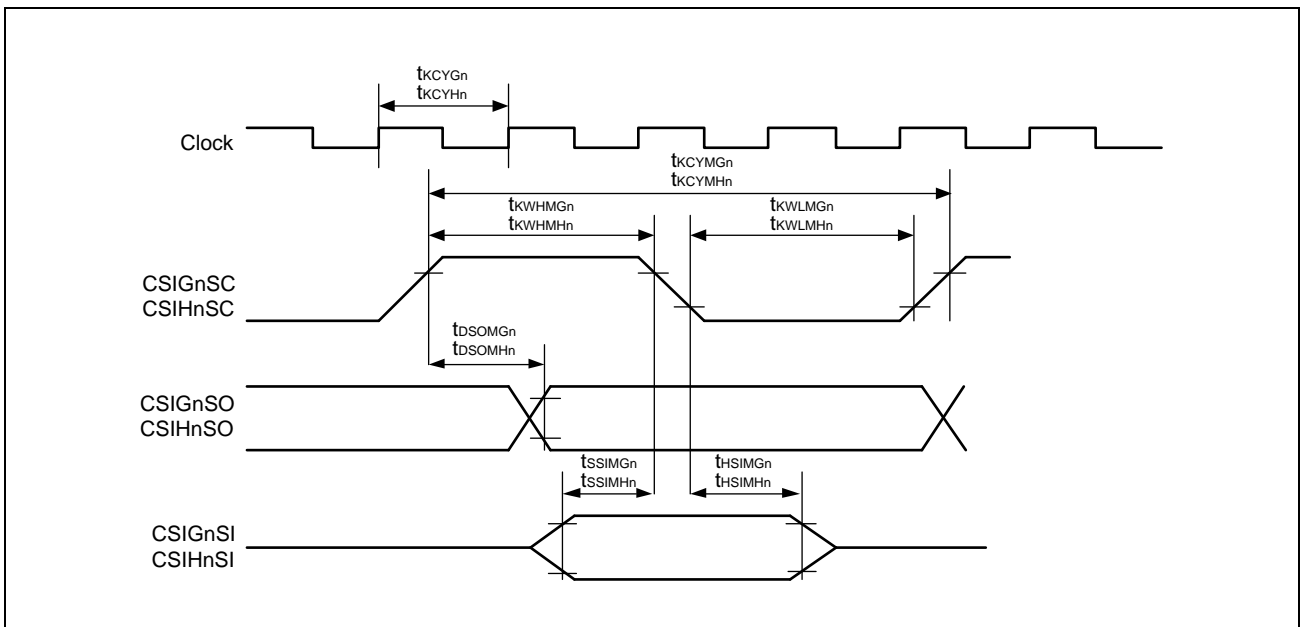 tKCYGn
tKCYHn
Clock
tKCYMGn
tKCYMHn
tKWHMGn
tKWHMHn
tKWLMGn
tKWLMHn
CSIGnSC
CSIHnSC
tDSOMGn
tDSOMHn
CSIGnSO
CSIHnSO
tSSIMGn
tSSIMHn
tHSIMGn
tHSIMHn
CSIGnSI
CSIHnSI